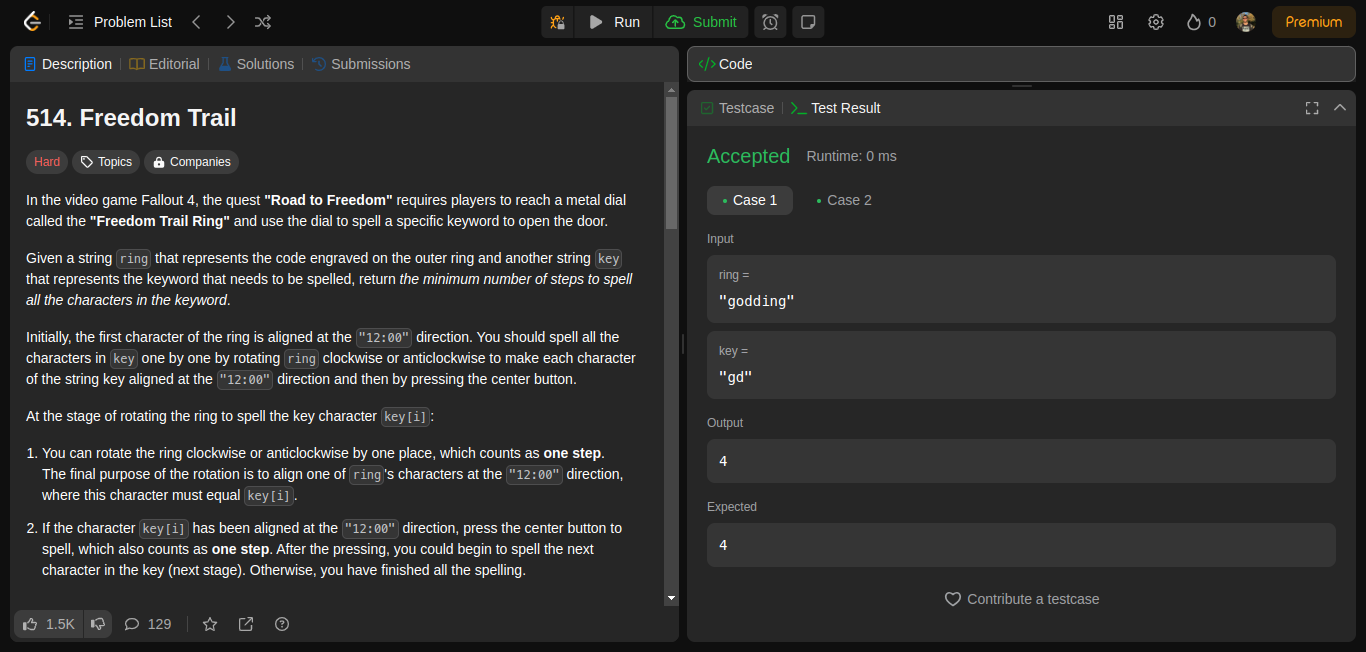 Problem List
Run
Submit
0
Premium
Description
Editorial
Solutions
Submissions
514. Freedom Trail
Hard
Topics
Companies
In the video game Fallout 4, the quest "Road to Freedom" requires players to reach a metal dial
called the "Freedom Trail Ring" and use the dial to spell a specific keyword to open the door.
Given a string ring that represents the code engraved on the outer ring and another string key
that represents the keyword that needs to be spelled, return the minimum number of steps to spell
all the characters in the keyword.
Initially, the first character of the ring is aligned at the "12:00" direction. You should spell all the
characters in key one by one by rotating ring clockwise or anticlockwise to make each character
of the string key aligned at the "12:00" direction and then by pressing the center button.
At the stage of rotating the ring to spell the key character key[i]:
1. You can rotate the ring clockwise or anticlockwise by one place, which counts as one step.
The final purpose of the rotation is to align one of ring's characters at the "12:00" direction,
where this character must equal key[i].
2. If the character key[i] has been aligned at the "12:00" direction, press the center button to
spell, which also counts as one step. After the pressing, you could begin to spell the next
character in the key (next stage). Otherwise, you have finished all the spelling.
1.5K
129
</> Code
Testcase
Test Result
Accepted
Runtime: 0 ms
Case 1
Case 2
Input
ring =
"godding"
key =
"gd"
Output
4
Expected
4
Contribute a testcase